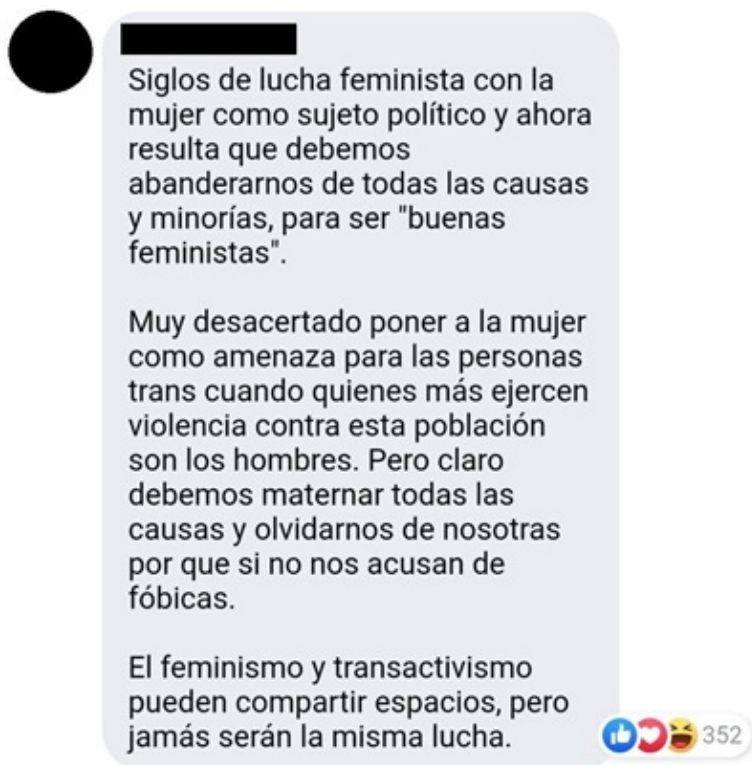 Siglos de lucha feminista con la
mujer como sujeto político y ahora
resulta que debemos
abanderarnos de todas las causas
y minorías, para ser "buenas
feministas".
Muy desacertado poner a la mujer
como amenaza para las personas
trans cuando quienes más ejercen
violencia contra esta población
son los hombres. Pero claro
debemos maternar todas las
causas y olvidarnos de nosotras
por que si no nos acusan de
fóbicas.
El feminismo y transactivismo
pueden compartir espacios, pero
jamás serán la misma lucha.
352